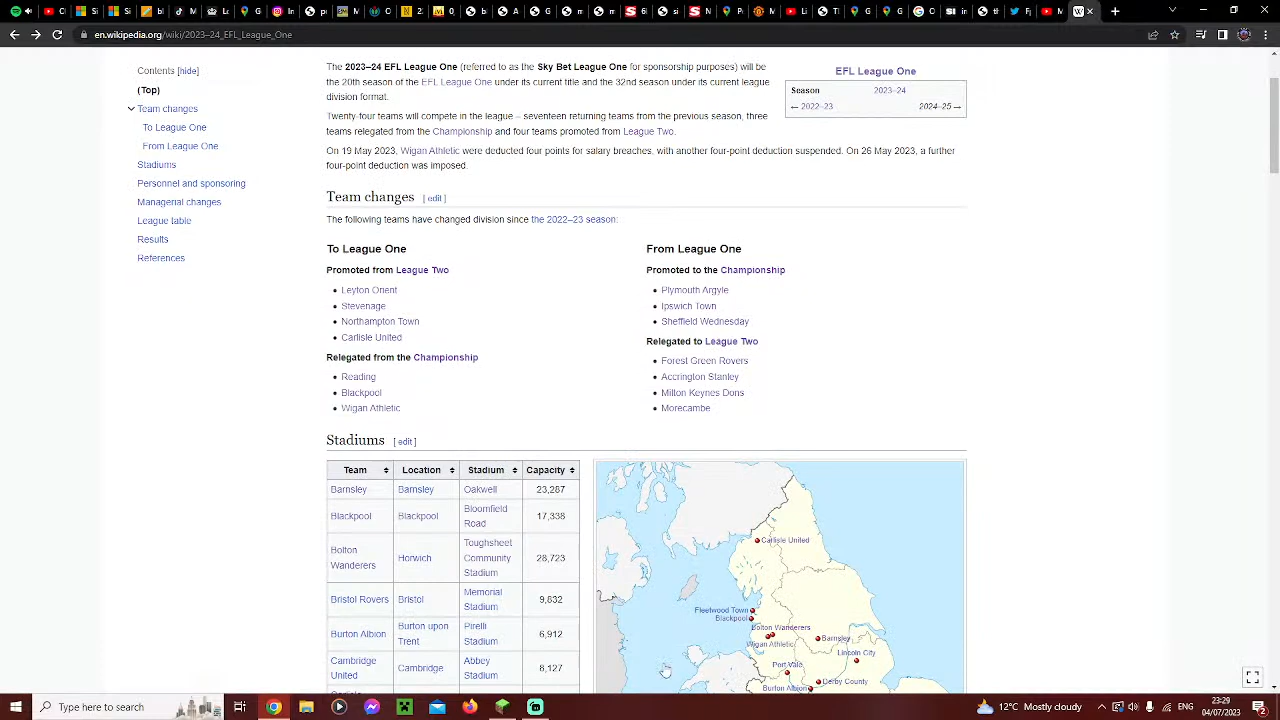 en.wikipedia.org/wiki/2023–24_EFL_League_One
Contents [hide]
(Top)
Team changes
To League One
From League One
Stadiums
Personnel and sponsoring
Managerial changes
League table
Results
References
The 2023–24 EFL League One (referred to as the Sky Bet League One for sponsorship purposes) will be
the 20th season of the EFL League One under its current title and the 32nd season under its current league
division format.
Twenty-four teams will compete in the league – seventeen returning teams from the previous season, three
teams relegated from the Championship and four teams promoted from League Two.
On 19 May 2023, Wigan Athletic were deducted four points for salary breaches, with another four-point deduction suspended. On 26 May 2023, a further
four-point deduction was imposed.
EFL League One
Season 2023–24
← 2022–23 2024–25 →
Team changes [ edit ]
The following teams have changed division since the 2022–23 season:
To League One
Promoted from League Two
Leyton Orient
Stevenage
Northampton Town
Carlisle United
Relegated from the Championship
Reading
Blackpool
Wigan Athletic
From League One
Promoted to the Championship
Plymouth Argyle
Ipswich Town
Sheffield Wednesday
Relegated to League Two
Forest Green Rovers
Accrington Stanley
Milton Keynes Dons
Morecambe
Stadiums [ edit ]
Team Location Stadium Capacity
Barnsley Barnsley Oakwell 23,287
Blackpool Blackpool Bloomfield Road 17,338
Bolton Wanderers Horwich Toughsheet Community Stadium 28,723
Bristol Rovers Bristol Memorial Stadium 9,832
Burton Albion Burton upon Trent Pirelli Stadium 6,912
Cambridge United Cambridge Abbey Stadium 8,127
Carlisle United
Fleetwood Town
Blackpool
Bolton Wanderers
Wigan Athletic
Barnsley
Lincoln City
Port Vale
Derby County
Burton Albion
Type here to search
12°C Mostly cloudy
ENG
23:29
04/07/2023